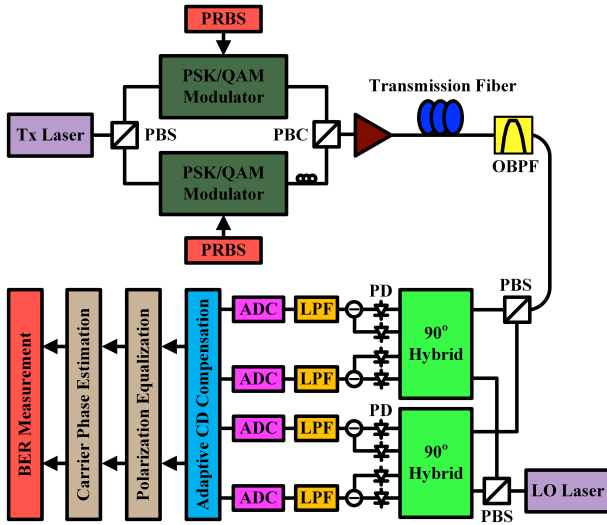 PRBS
PSK/QAM
Modulator
Transmission Fiber
Tx Laser
PBS
PBC
OBPF
PSK/QAM
Modulator
PRBS
PBS
BER Measurement
Carrier Phase Estimation
Polarization Equalization
Adaptive CD Compensation
ADC
LPF
PD
90o
Hybrid
ADC
LPF
ADC
LPF
PD
90o
Hybrid
ADC
LPF
PBS
LO Laser